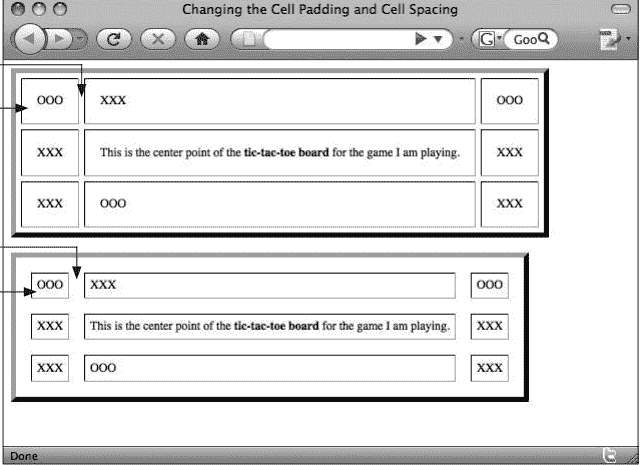 Changing the Cell Padding and Cell Spacing
G Goo
OOO XXX OOO
XXX This is the center point of the tic-tac-toe board for the game I am playing. XXX
XXX OOO XXX
OOO XXX OOO
XXX This is the center point of the tic-tac-toe board for the game I am playing. XXX
XXX OOO XXX
Done